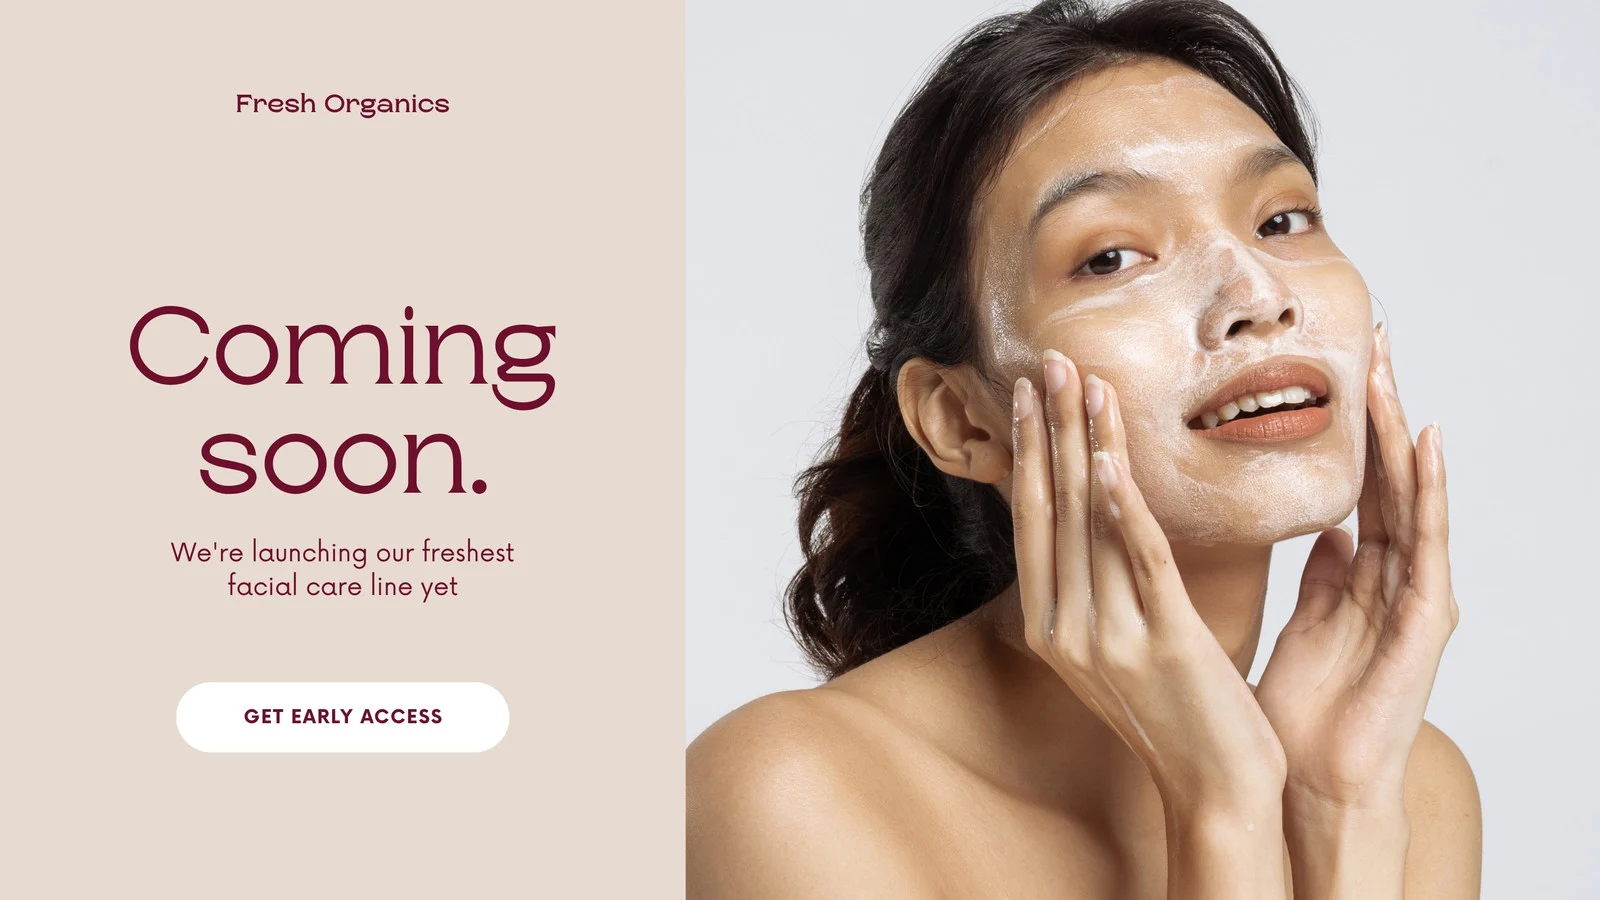 Fresh Organics
Coming
soon.
We're launching our freshest
facial care line yet
GET EARLY ACCESS